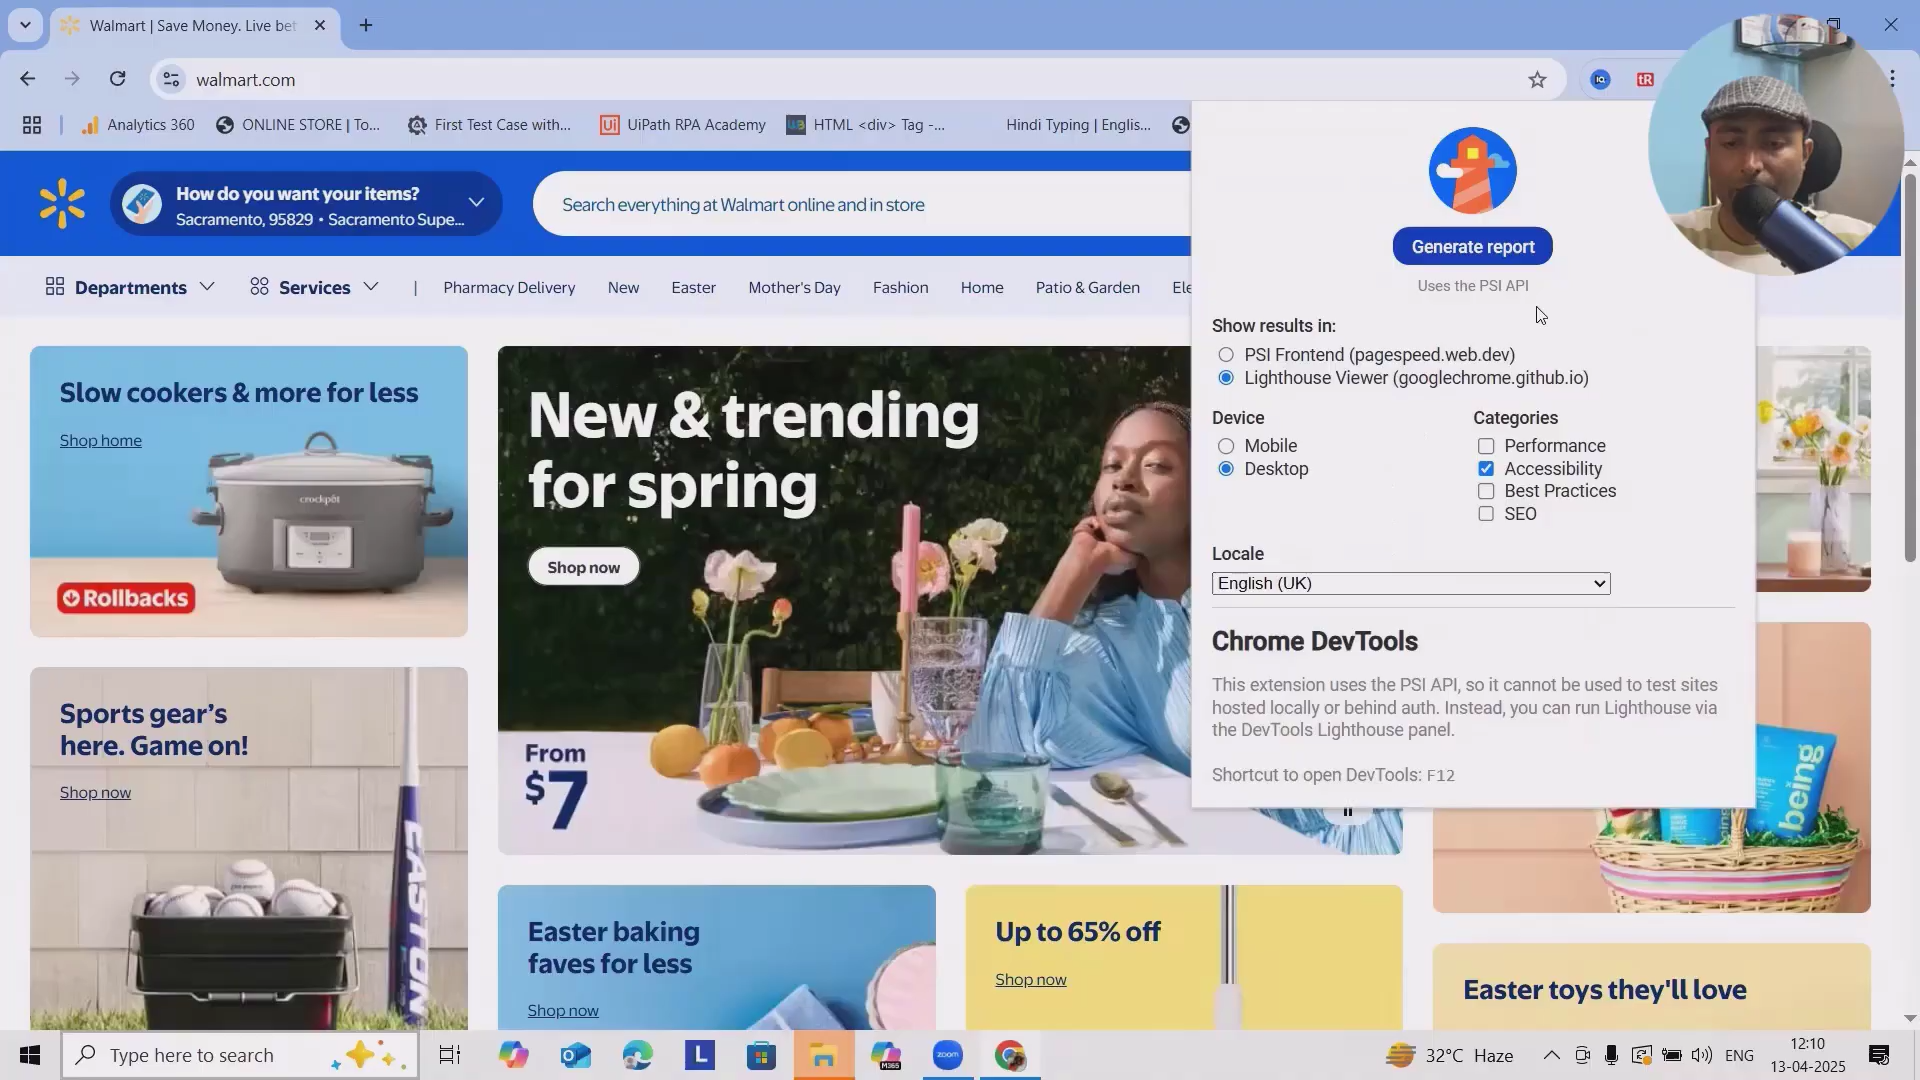 Walmart | Save Money. Live bet
walmart.com
Analytics 360
ONLINE STORE | To...
First Test Case with...
UiPath RPA Academy
HTML <div> Tag -...
Hindi Typing | Englis...
How do you want your items?
Sacramento, 95829 • Sacramento Supe...
Search everything at Walmart online and in store
Departments
Services
Pharmacy Delivery
New
Easter
Mother's Day
Fashion
Home
Patio & Garden
Ele
Slow cookers & more for less
Shop home
crockpot
Rollbacks
Sports gear's
here. Game on!
Shop now
EASTON
New & trending
for spring
Shop now
From
$7
Easter baking
faves for less
Shop now
Up to 65% off
Shop now
being
Easter toys they'll love
Generate report
Uses the PSI API
Show results in:
PSI Frontend (pagespeed.web.dev)
Lighthouse Viewer (googlechrome.github.io)
Device
Mobile
Desktop
Categories
Performance
Accessibility
Best Practices
SEO
Locale
English (UK)
Chrome DevTools
This extension uses the PSI API, so it cannot be used to test sites
hosted locally or behind auth. Instead, you can run Lighthouse via
the DevTools Lighthouse panel.
Shortcut to open DevTools: F12
Type here to search
L
M365
zoom
32°C Haze
ENG
12:10
13-04-2025